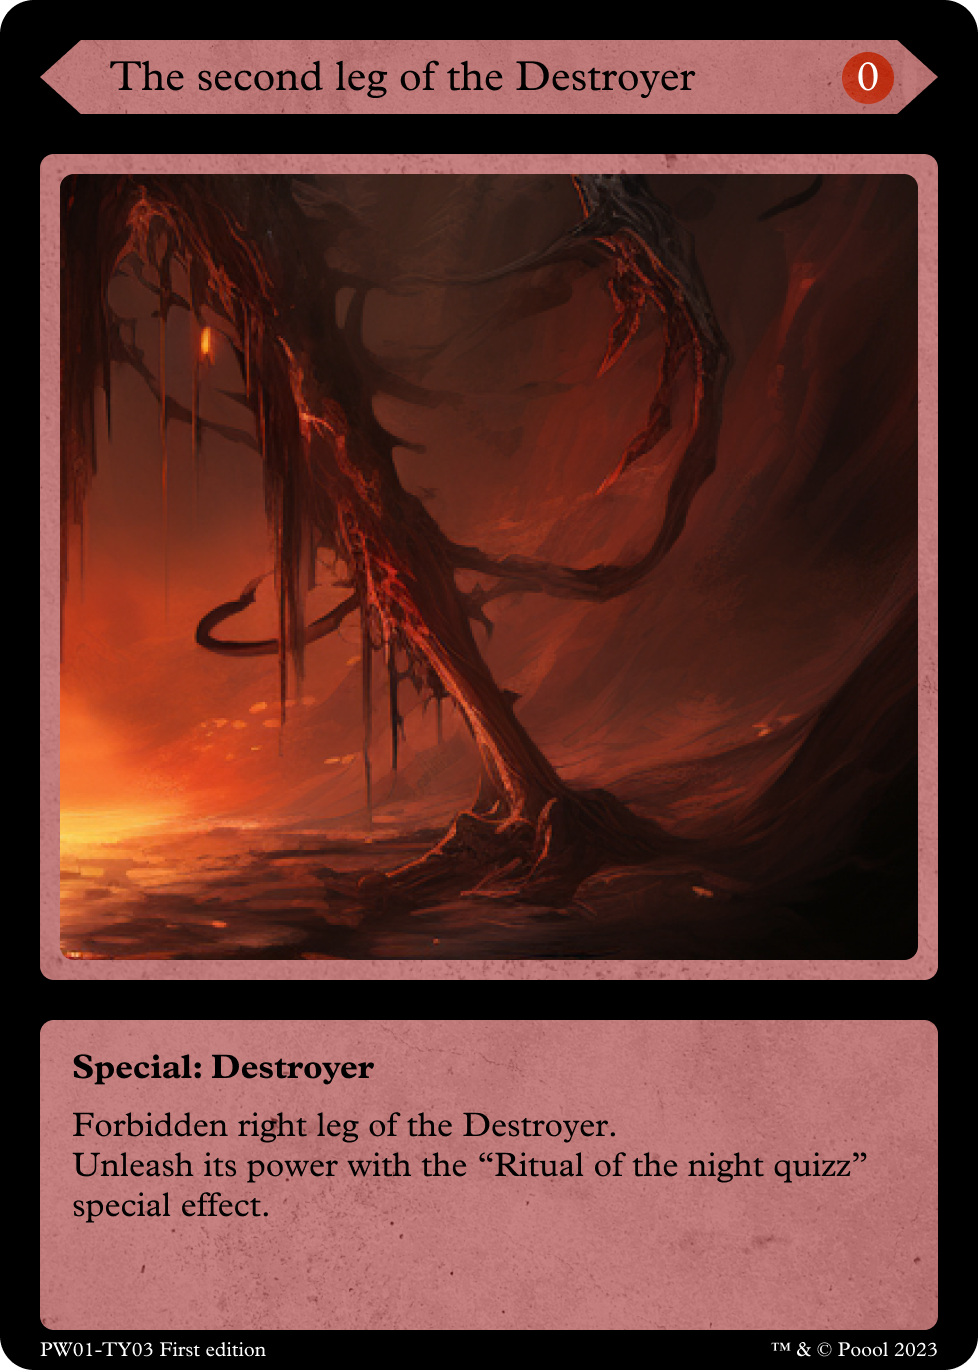 The second leg of the Destroyer
0
Special: Destroyer
Forbidden right leg of the Destroyer.
Unleash its power with the “Ritual of the night quizz”
special effect.
PW01-TY03 First edition
™ & © Poool 2023